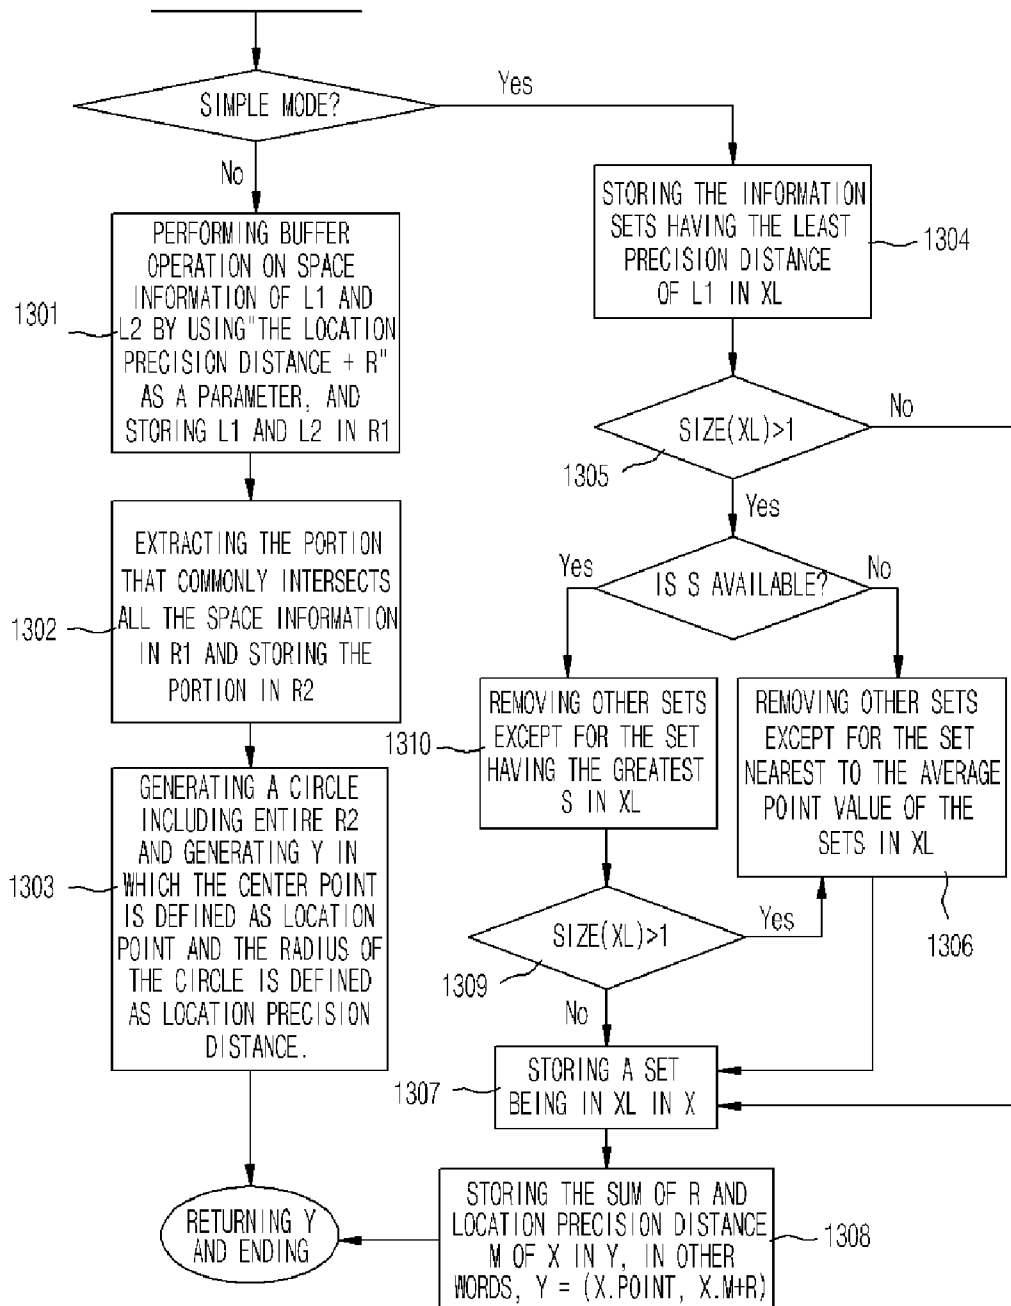 SIMPLE MODE?
Yes
No
PERFORMING BUFFER
OPERATION ON SPACE
INFORMATION OF L1 AND
L2 BY USING"THE LOCATION
PRECISION DISTANCE + R"
AS A PARAMETER, AND
STORING L1 AND L2 IN R1
1301
EXTRACTING THE PORTION
THAT COMMONLY INTERSECTS
ALL THE SPACE INFORMATION
IN R1 AND STORING THE
PORTION IN R2
1302
GENERATING A CIRCLE
INCLUDING ENTIRE R2
AND GENERATING Y IN
WHICH THE CENTER POINT
IS DEFINED AS LOCATION
POINT AND THE RADIUS OF
THE CIRCLE IS DEFINED
AS LOCATION PRECISION
DISTANCE.
1303
RETURNING Y
AND ENDING
STORING THE INFORMATION
SETS HAVING THE LEAST
PRECISION DISTANCE
OF L1 IN XL
1304
SIZE(XL)>1
No
1305
Yes
IS S AVAILABLE?
Yes
No
REMOVING OTHER SETS
EXCEPT FOR THE SET
HAVING THE GREATEST
S IN XL
1310
REMOVING OTHER SETS
EXCEPT FOR THE SET
NEAREST TO THE AVERAGE
POINT VALUE OF THE
SETS IN XL
1306
SIZE(XL)>1
Yes
1309
No
STORING A SET
BEING IN XL IN X
1307
STORING THE SUM OF R AND
LOCATION PRECISION DISTANCE
M OF X IN Y, IN OTHER
WORDS, Y = (X.POINT, X.M+R)
1308